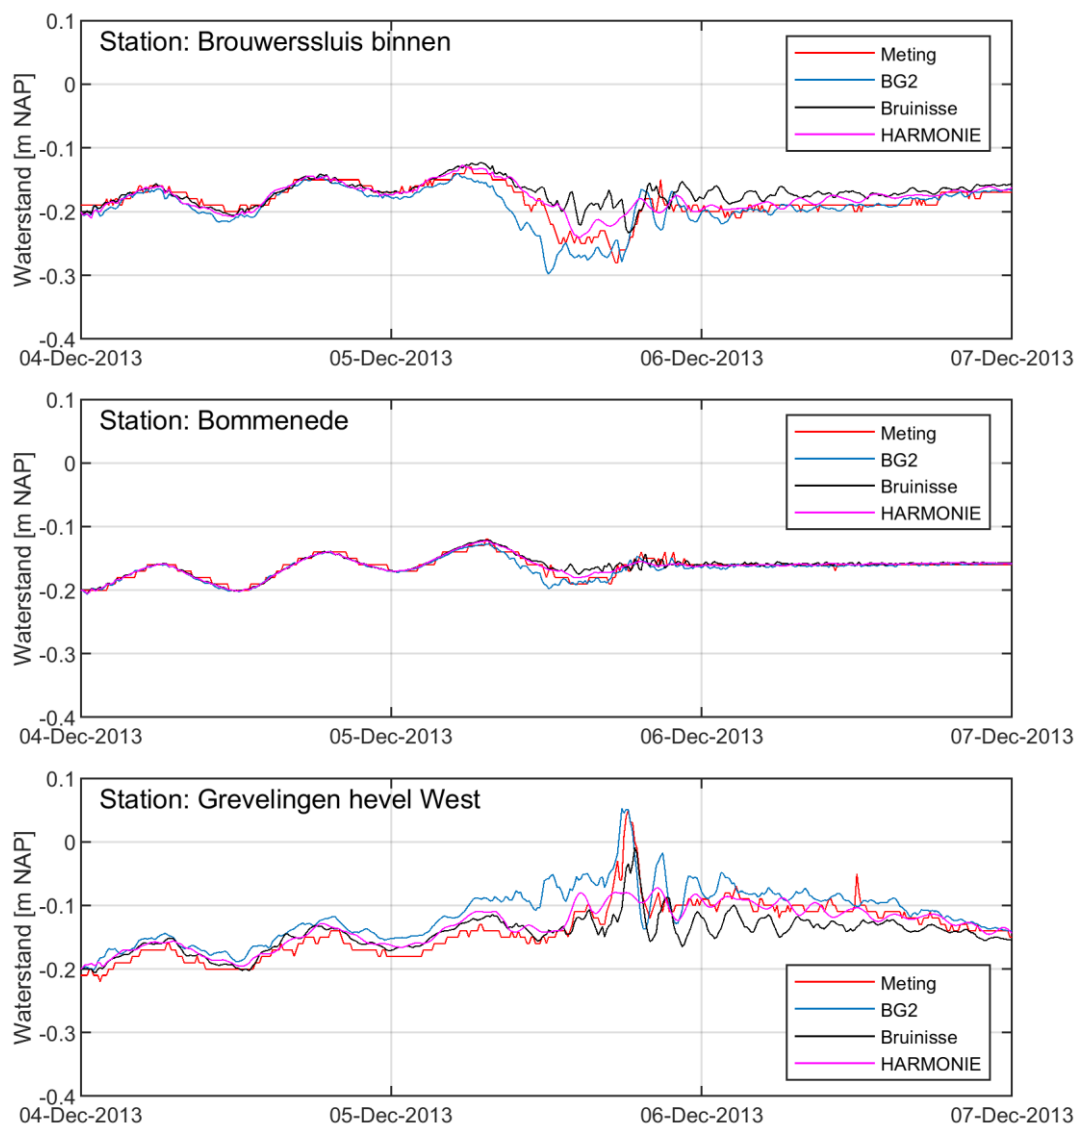 Station: Brouwerssluis binnen
Waterstand [m NAP]
0.1
0
-0.1
-0.2
-0.3
-0.4
04-Dec-2013 05-Dec-2013 06-Dec-2013 07-Dec-2013
Meting
BG2
Bruinisse
HARMONIE
Station: Bommenede
Waterstand [m NAP]
0.1
0
-0.1
-0.2
-0.3
-0.4
04-Dec-2013 05-Dec-2013 06-Dec-2013 07-Dec-2013
Meting
BG2
Bruinisse
HARMONIE
Station: Grevelingen hevel West
Waterstand [m NAP]
0.1
0
-0.1
-0.2
-0.3
-0.4
04-Dec-2013 05-Dec-2013 06-Dec-2013 07-Dec-2013
Meting
BG2
Bruinisse
HARMONIE